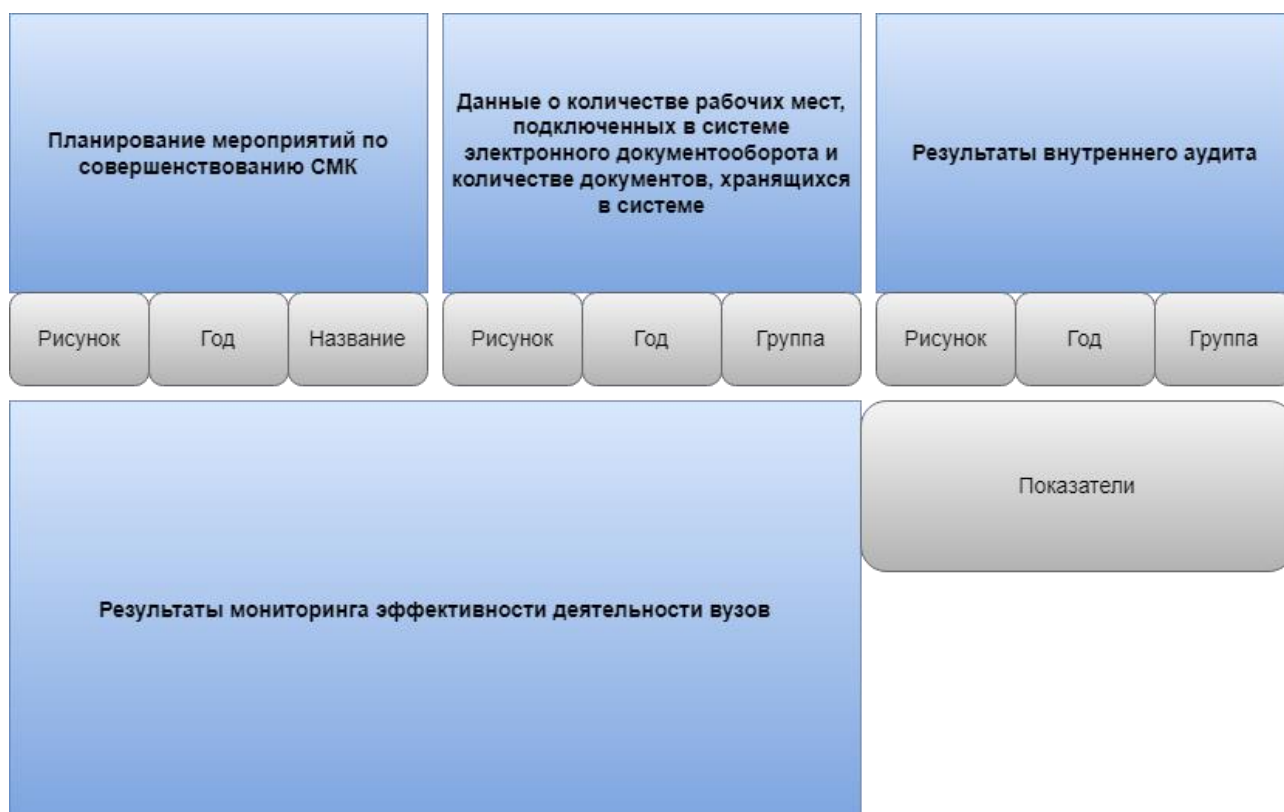 Планирование мероприятий по
совершенствованию СМК
Данные о количестве рабочих мест,
подключенных в системе
электронного документооборота и
количестве документов, хранящихся
в системе
Результаты внутреннего аудита
Рисунок
Год
Название
Рисунок
Год
Группа
Рисунок
Год
Группа
Результаты мониторинга эффективности деятельности вузов
Показатели